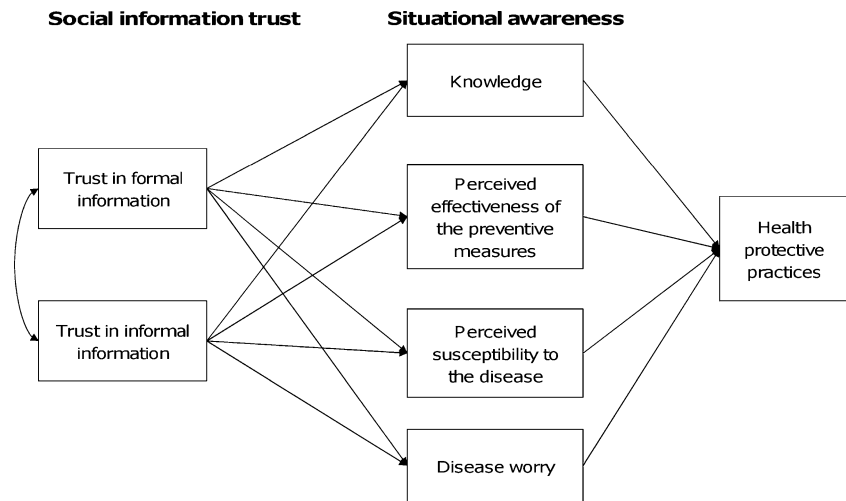 Social information trust
Situational awareness
Knowledge
Trust in formal
information
Perceived
effectiveness of
the preventive
measures
Health
protective
practices
Trust in informal
information
Perceived
susceptibility to
the disease
Disease worry